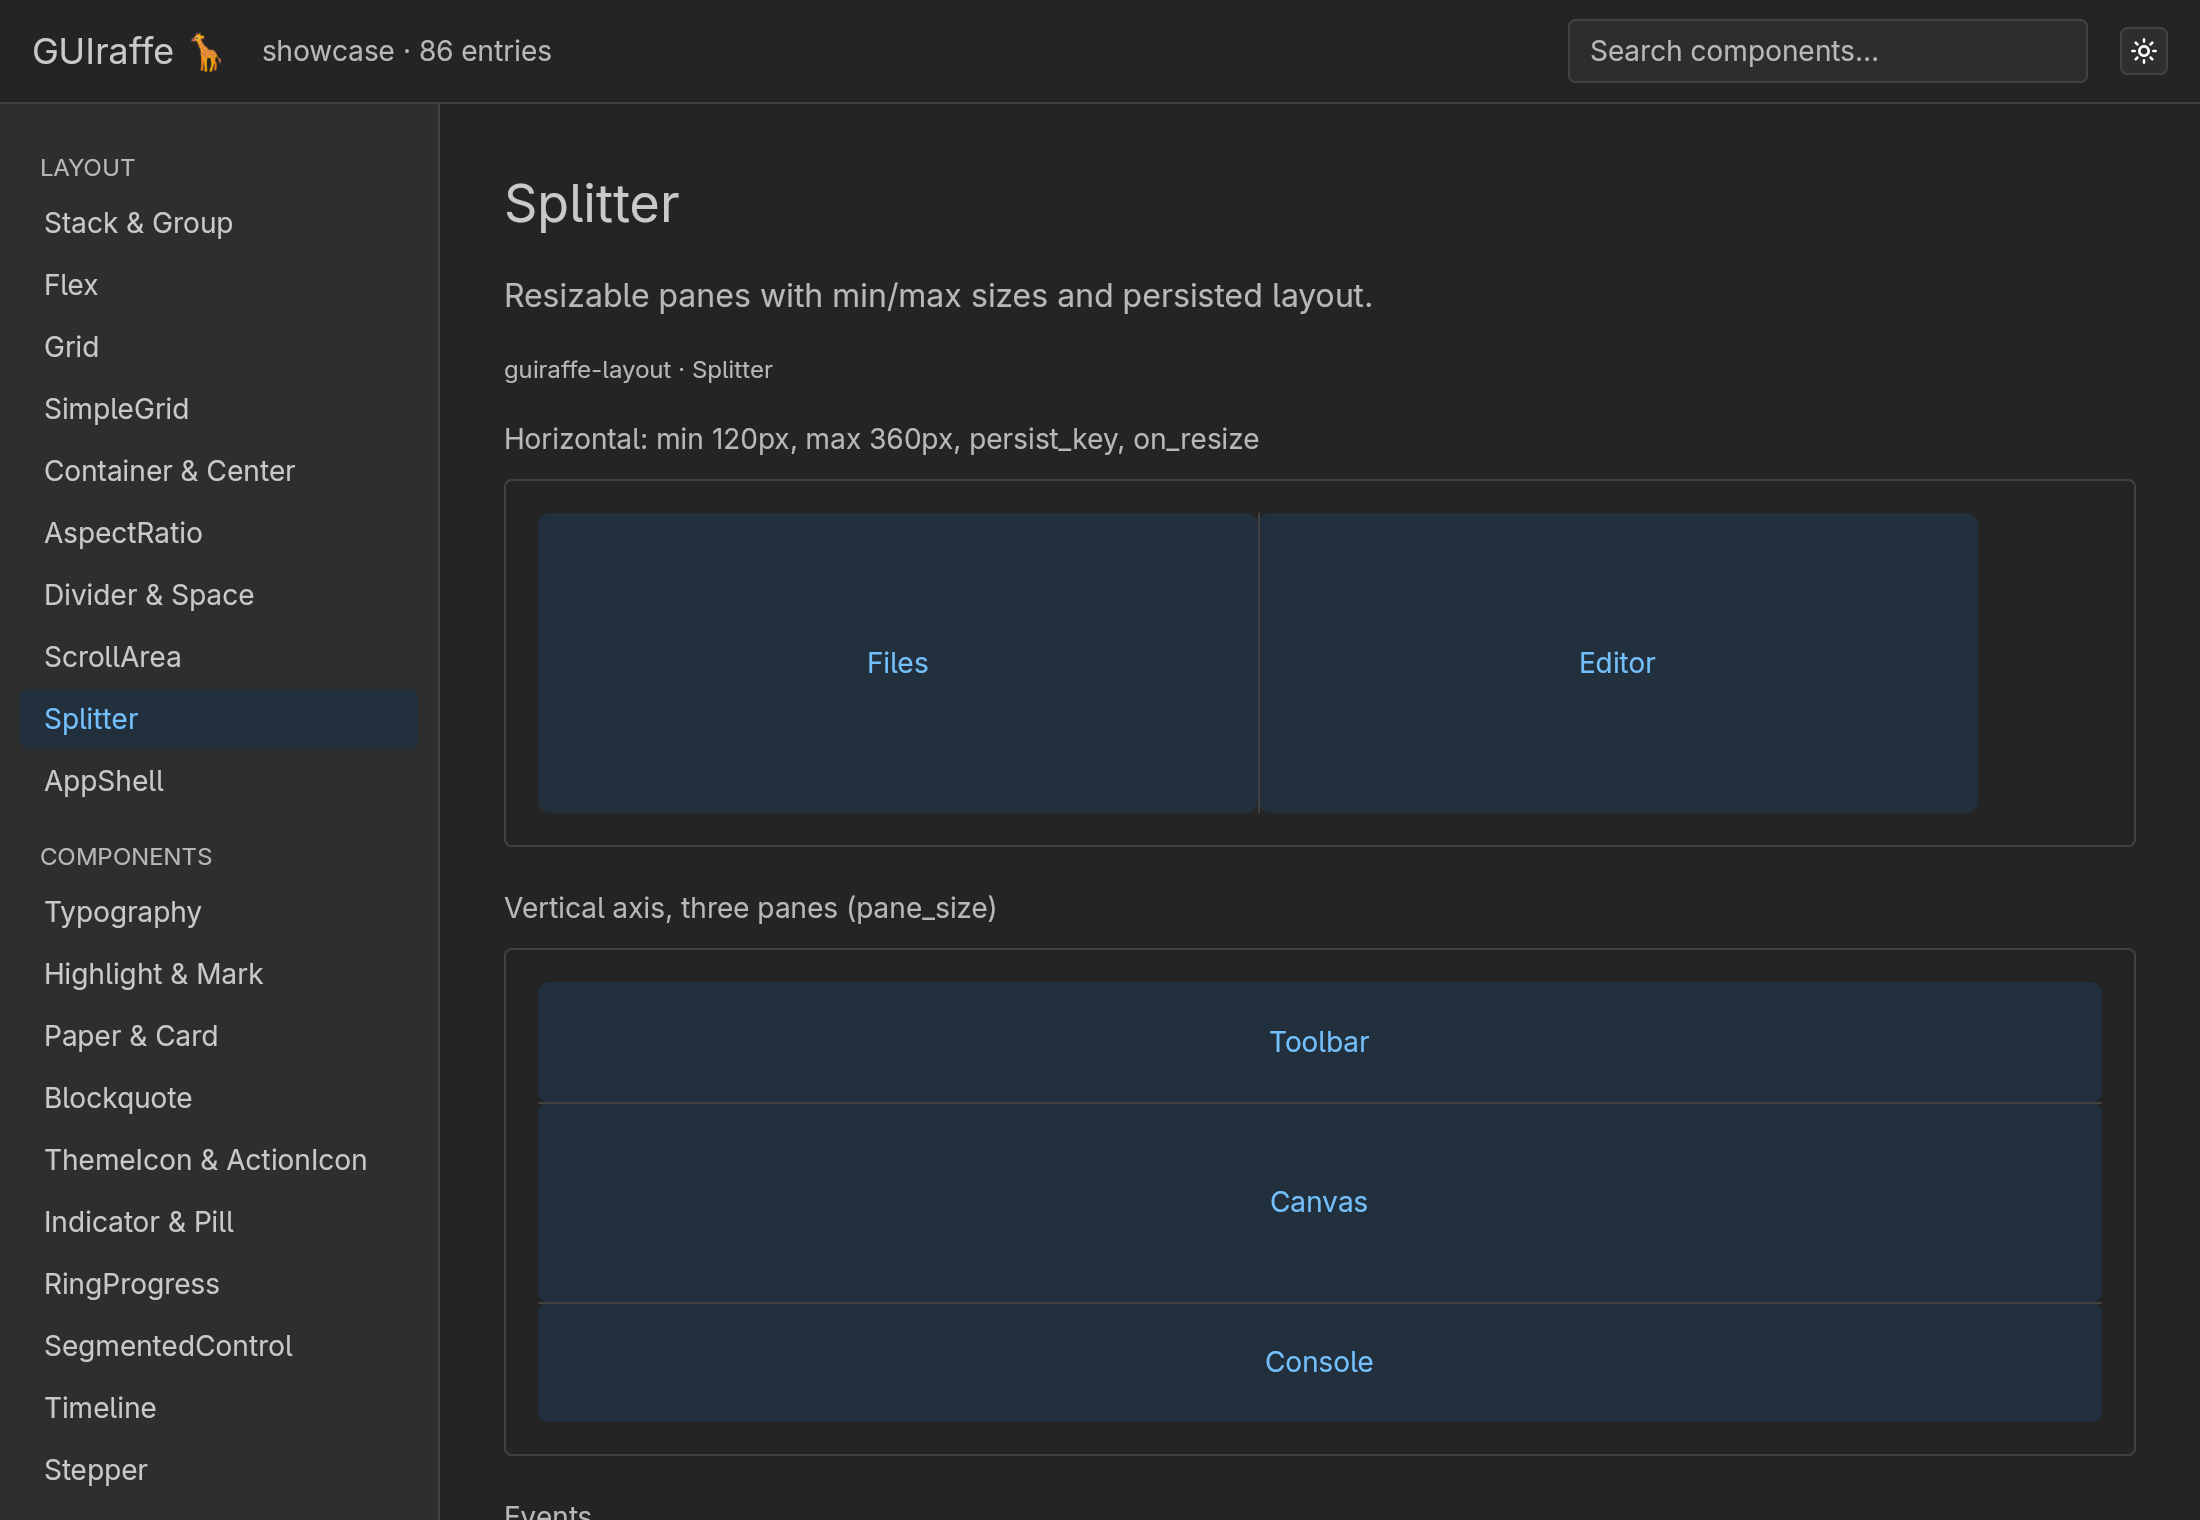 GUIraffe 🦒 showcase · 86 entries
Search components...
LAYOUT
Stack & Group
Flex
Grid
SimpleGrid
Container & Center
AspectRatio
Divider & Space
ScrollArea
Splitter
AppShell
COMPONENTS
Typography
Highlight & Mark
Paper & Card
Blockquote
ThemeIcon & ActionIcon
Indicator & Pill
RingProgress
SegmentedControl
Timeline
Stepper
Splitter
Resizable panes with min/max sizes and persisted layout.
guiraffe-layout · Splitter
Horizontal: min 120px, max 360px, persist_key, on_resize
Files
Editor
Vertical axis, three panes (pane_size)
Toolbar
Canvas
Console
Events